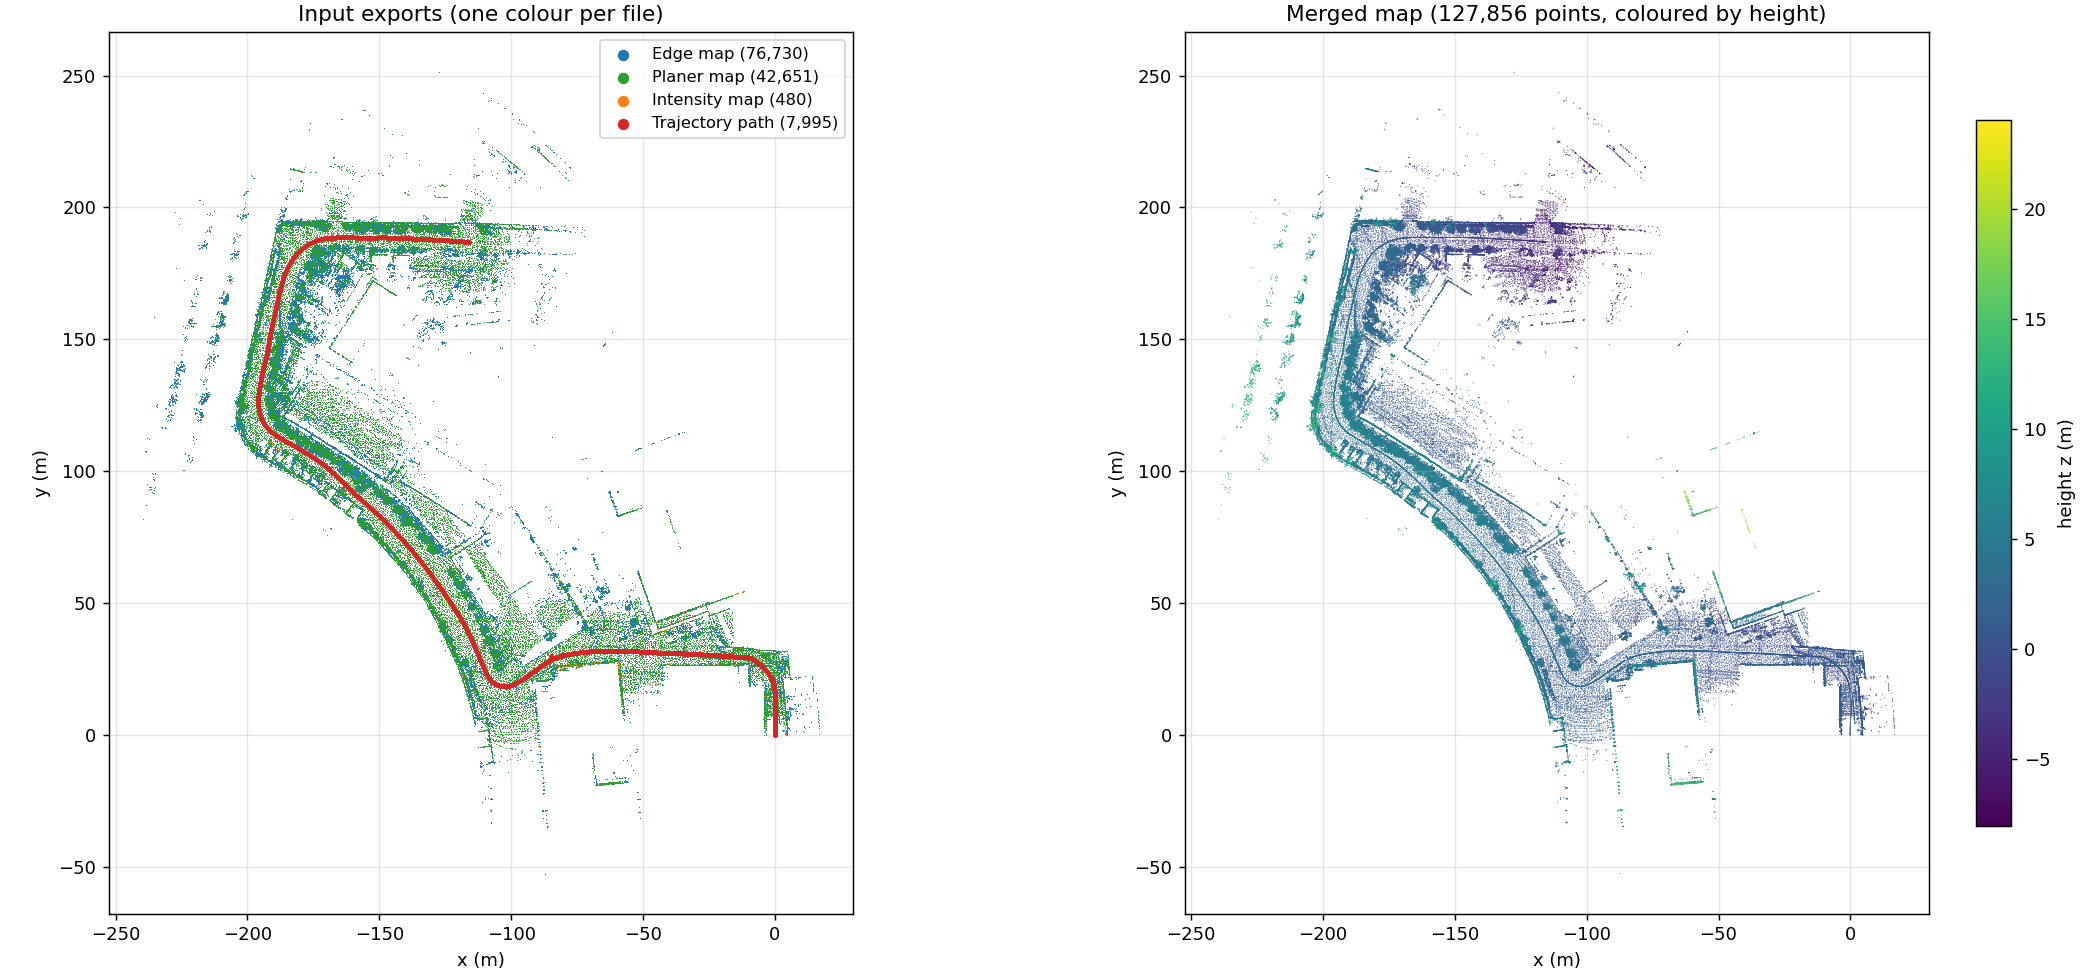 Input exports (one colour per file)
Edge map (76,730)
Planer map (42,651)
Intensity map (480)
Trajectory path (7,995)
250
200
150
100
50
0
−50
y (m)
−250
−200
−150
−100
−50
0
x (m)
Merged map (127,856 points, coloured by height)
250
200
150
100
50
0
−50
y (m)
−250
−200
−150
−100
−50
0
x (m)
20
15
10
5
0
−5
height z (m)